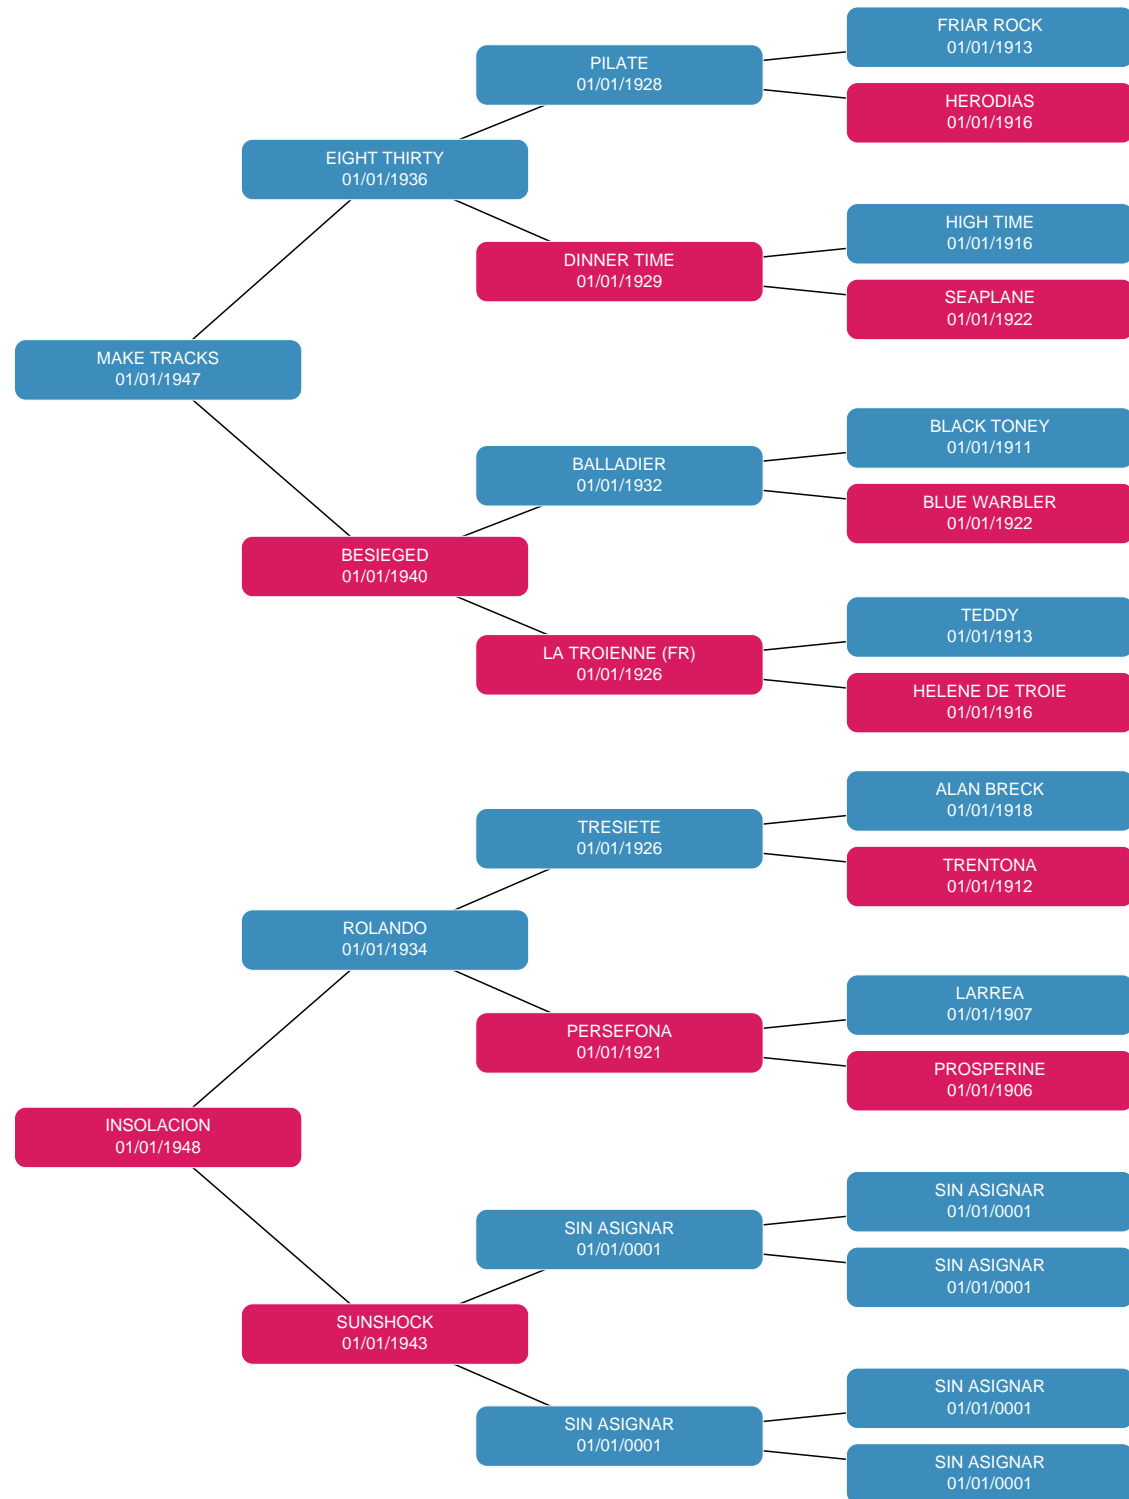 FRIAR ROCK
01/01/1913
PILATE
01/01/1928
HERODIAS
01/01/1916
EIGHT THIRTY
01/01/1936
HIGH TIME
01/01/1916
DINNER TIME
01/01/1929
SEAPLANE
01/01/1922
MAKE TRACKS
01/01/1947
BLACK TONEY
01/01/1911
BALLADIER
01/01/1932
BLUE WARBLER
01/01/1922
BESIEGED
01/01/1940
TEDDY
01/01/1913
LA TROIENNE (FR)
01/01/1926
HELENE DE TROIE
01/01/1916
ALAN BRECK
01/01/1918
TRESIETE
01/01/1926
TRENTONA
01/01/1912
ROLANDO
01/01/1934
LARREA
01/01/1907
PERSEFONA
01/01/1921
PROSPERINE
01/01/1906
INSOLACION
01/01/1948
SIN ASIGNAR
01/01/0001
SIN ASIGNAR
01/01/0001
SIN ASIGNAR
01/01/0001
SUNSHOCK
01/01/1943
SIN ASIGNAR
01/01/0001
SIN ASIGNAR
01/01/0001
SIN ASIGNAR
01/01/0001